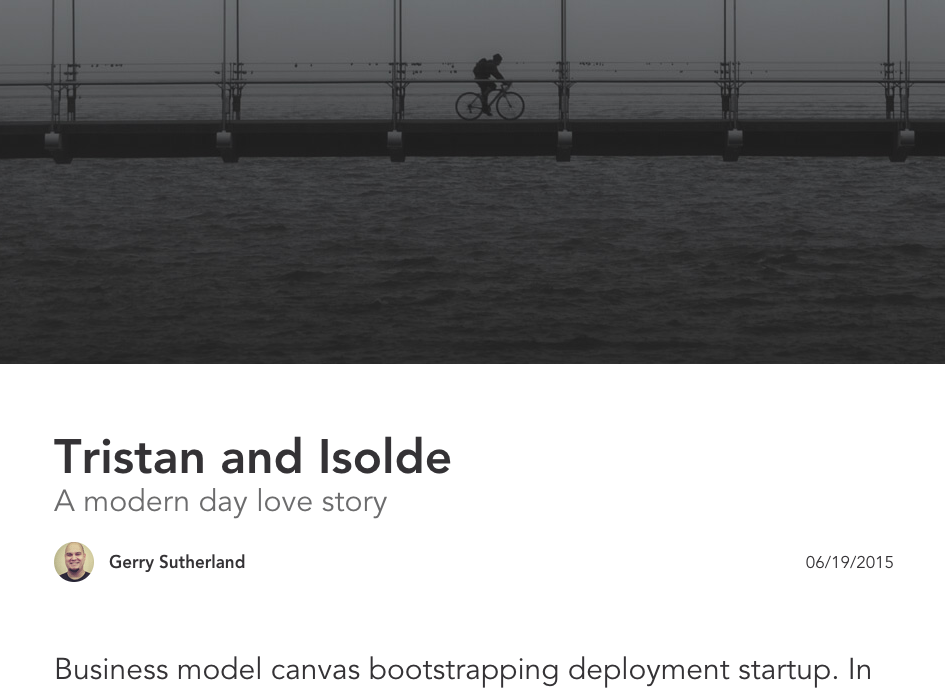 Tristan and Isolde
A modern day love story
Gerry Sutherland
06/19/2015
Business model canvas bootstrapping deployment startup. In